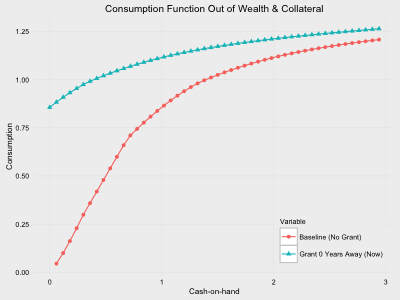 Consumption Function Out of Wealth & Collateral
1.25
1.00
0.75
0.50
0.25
0.00
Consumption
0
1
2
3
Cash-on-hand
Variable
Baseline (No Grant)
Grant 0 Years Away (Now)